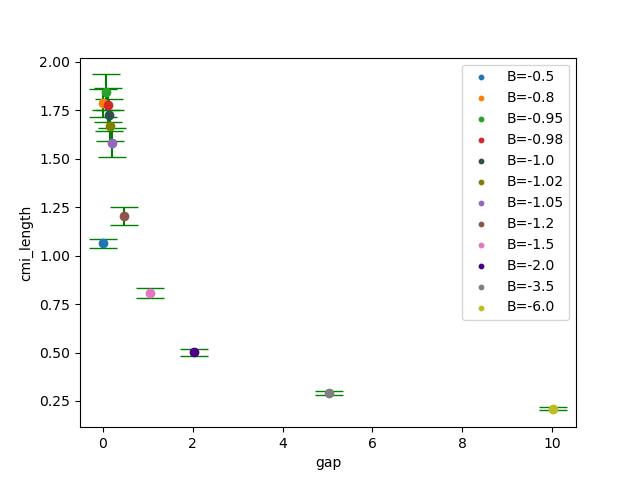 2.00
1.75
1.50
1.25
1.00
0.75
0.50
0.25
cmi_length
0 2 4 6 8 10
gap
B=-0.5
B=-0.8
B=-0.95
B=-0.98
B=-1.0
B=-1.02
B=-1.05
B=-1.2
B=-1.5
B=-2.0
B=-3.5
B=-6.0